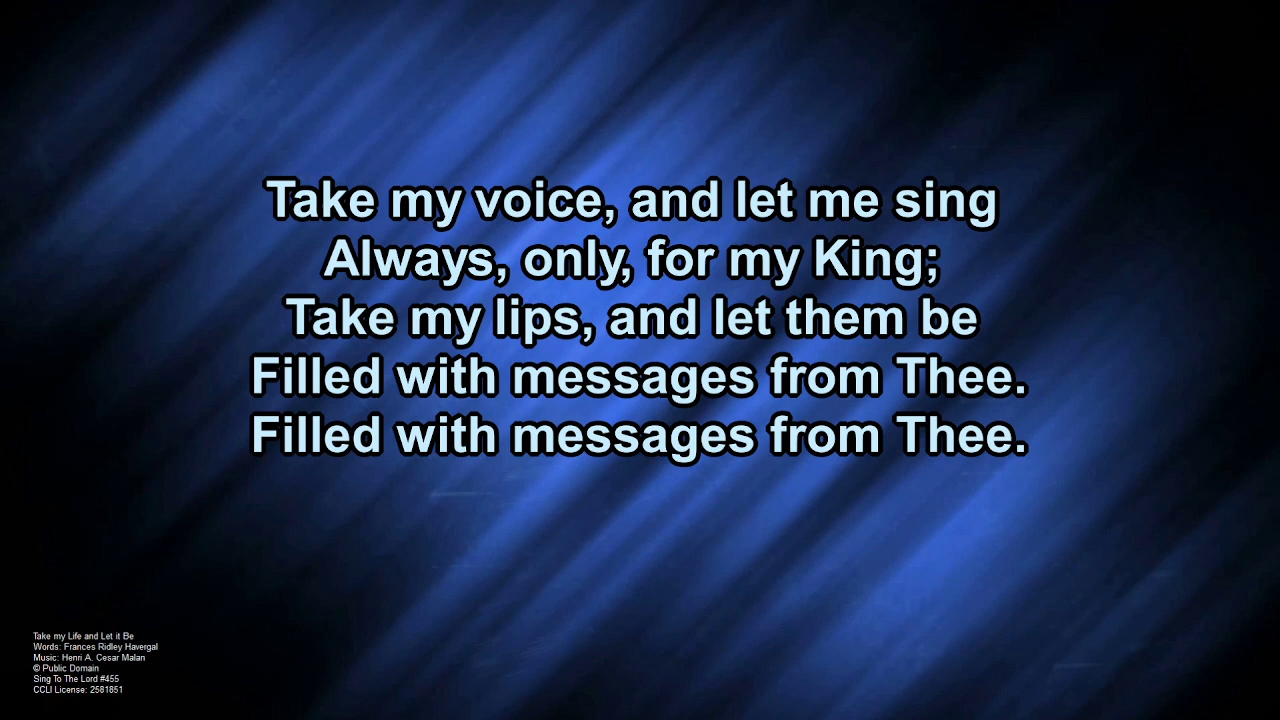 Take my voice, and let me sing
Always, only, for my King;
Take my lips, and let them be
Filled with messages from Thee.
Filled with messages from Thee.
Take my Life and Let it Be
Words: Frances Ridley Havergal
Music: Henri A. Cesar Malan
© Public Domain
Sing To The Lord #455
CCLI License: 2581851